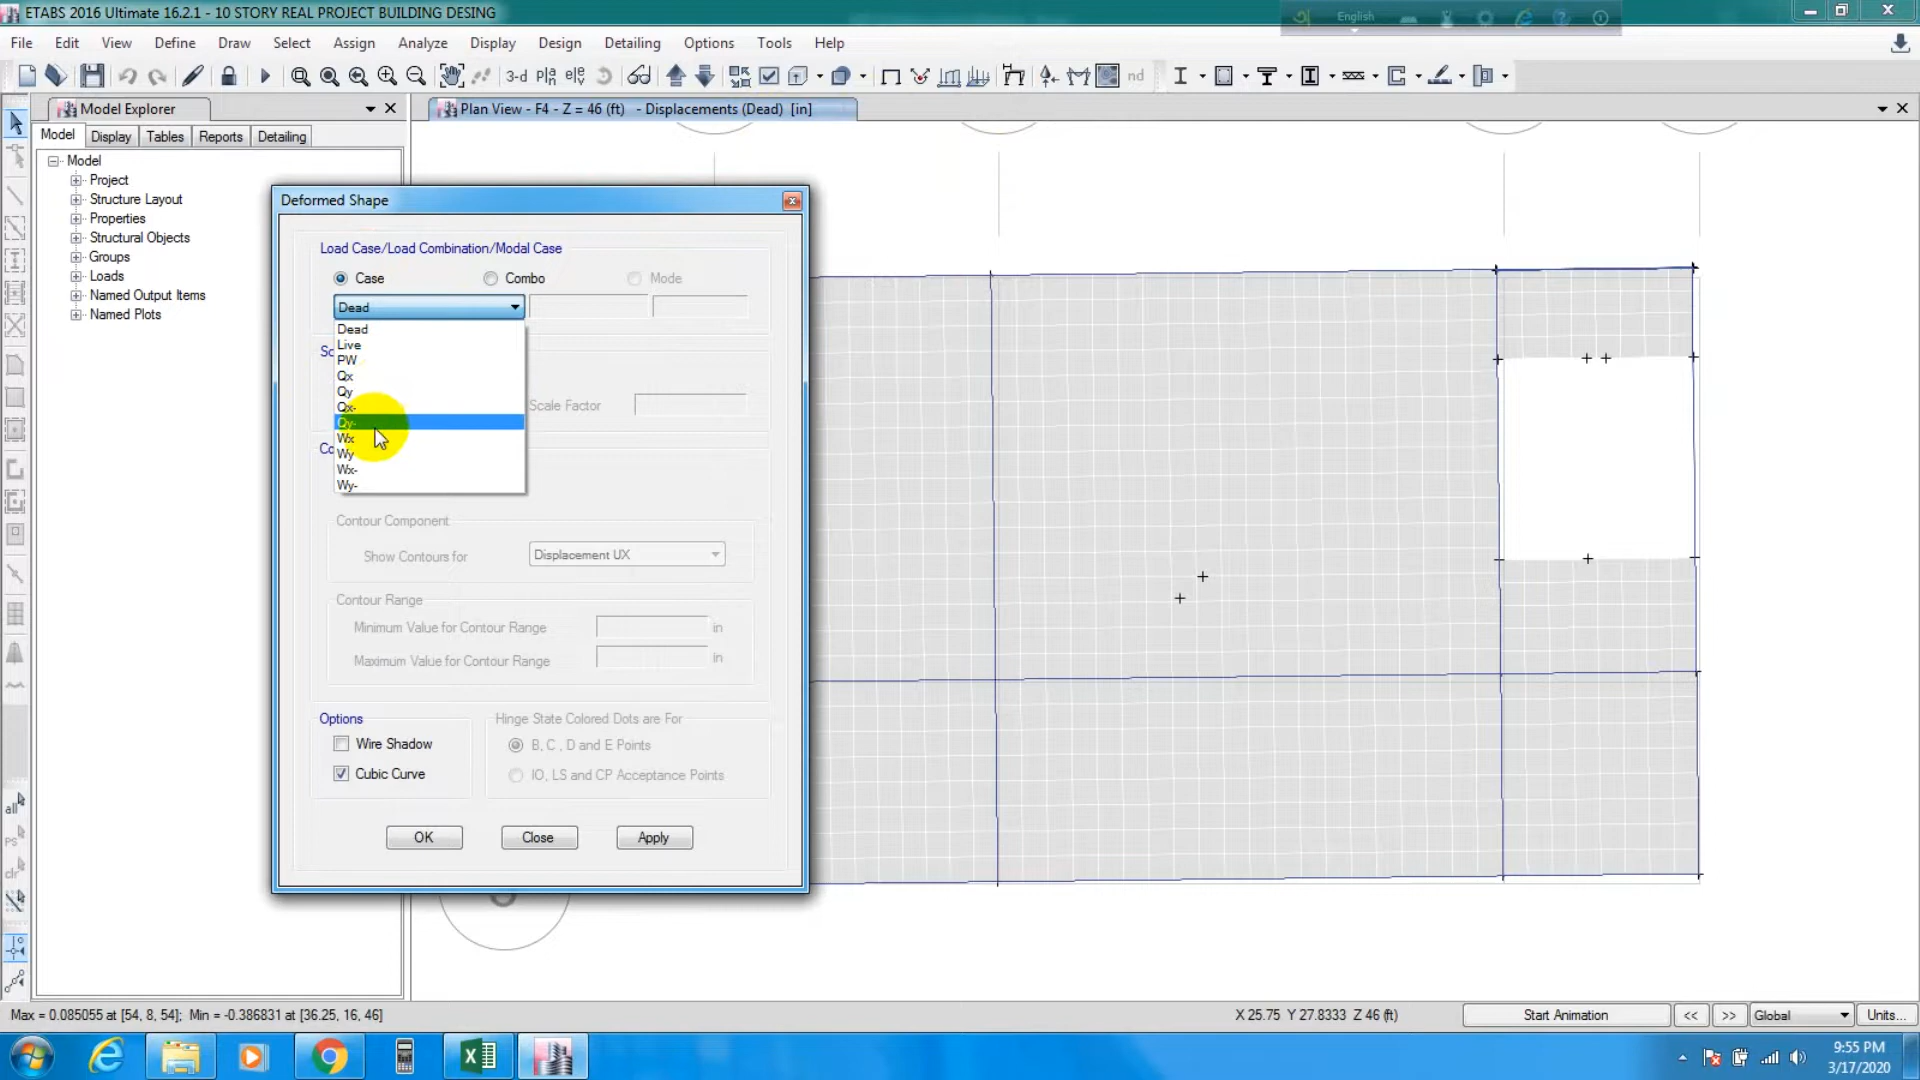 ETABS 2016 Ultimate 16.2.1 - 10 STORY REAL PROJECT BUILDING DESING
English
File Edit View Define Draw Select Assign Analyze Display Design Detailing Options Tools Help
3-d nd
Model Explorer
Plan View - F4 - Z = 46 (ft) - Displacements (Dead) [in]
Model Display Tables Reports Detailing
Model
Project
Structure Layout
Properties
Structural Objects
Groups
Loads
Named Output Items
Named Plots
Deformed Shape
Load Case/Load Combination/Modal Case
Case Combo Mode
Dead
Dead
Live
PW
Qx
Qy
Qx-
Qy-
Wx
Wy
Wx-
Wy-
Scale Factor
Contour Component
Show Contours for Displacement UX
Contour Range
Minimum Value for Contour Range in
Maximum Value for Contour Range in
Options
Wire Shadow
Cubic Curve
Hinge State Colored Dots are For
B, C , D and E Points
IO, LS and CP Acceptance Points
OK Close Apply
all
ps
clr
Max = 0.085055 at [54, 8, 54]; Min = -0.386831 at [36.25, 16, 46]
X 25.75 Y 27.8333 Z 46 (ft)
Start Animation << >> Global Units...
9:55 PM
3/17/2020